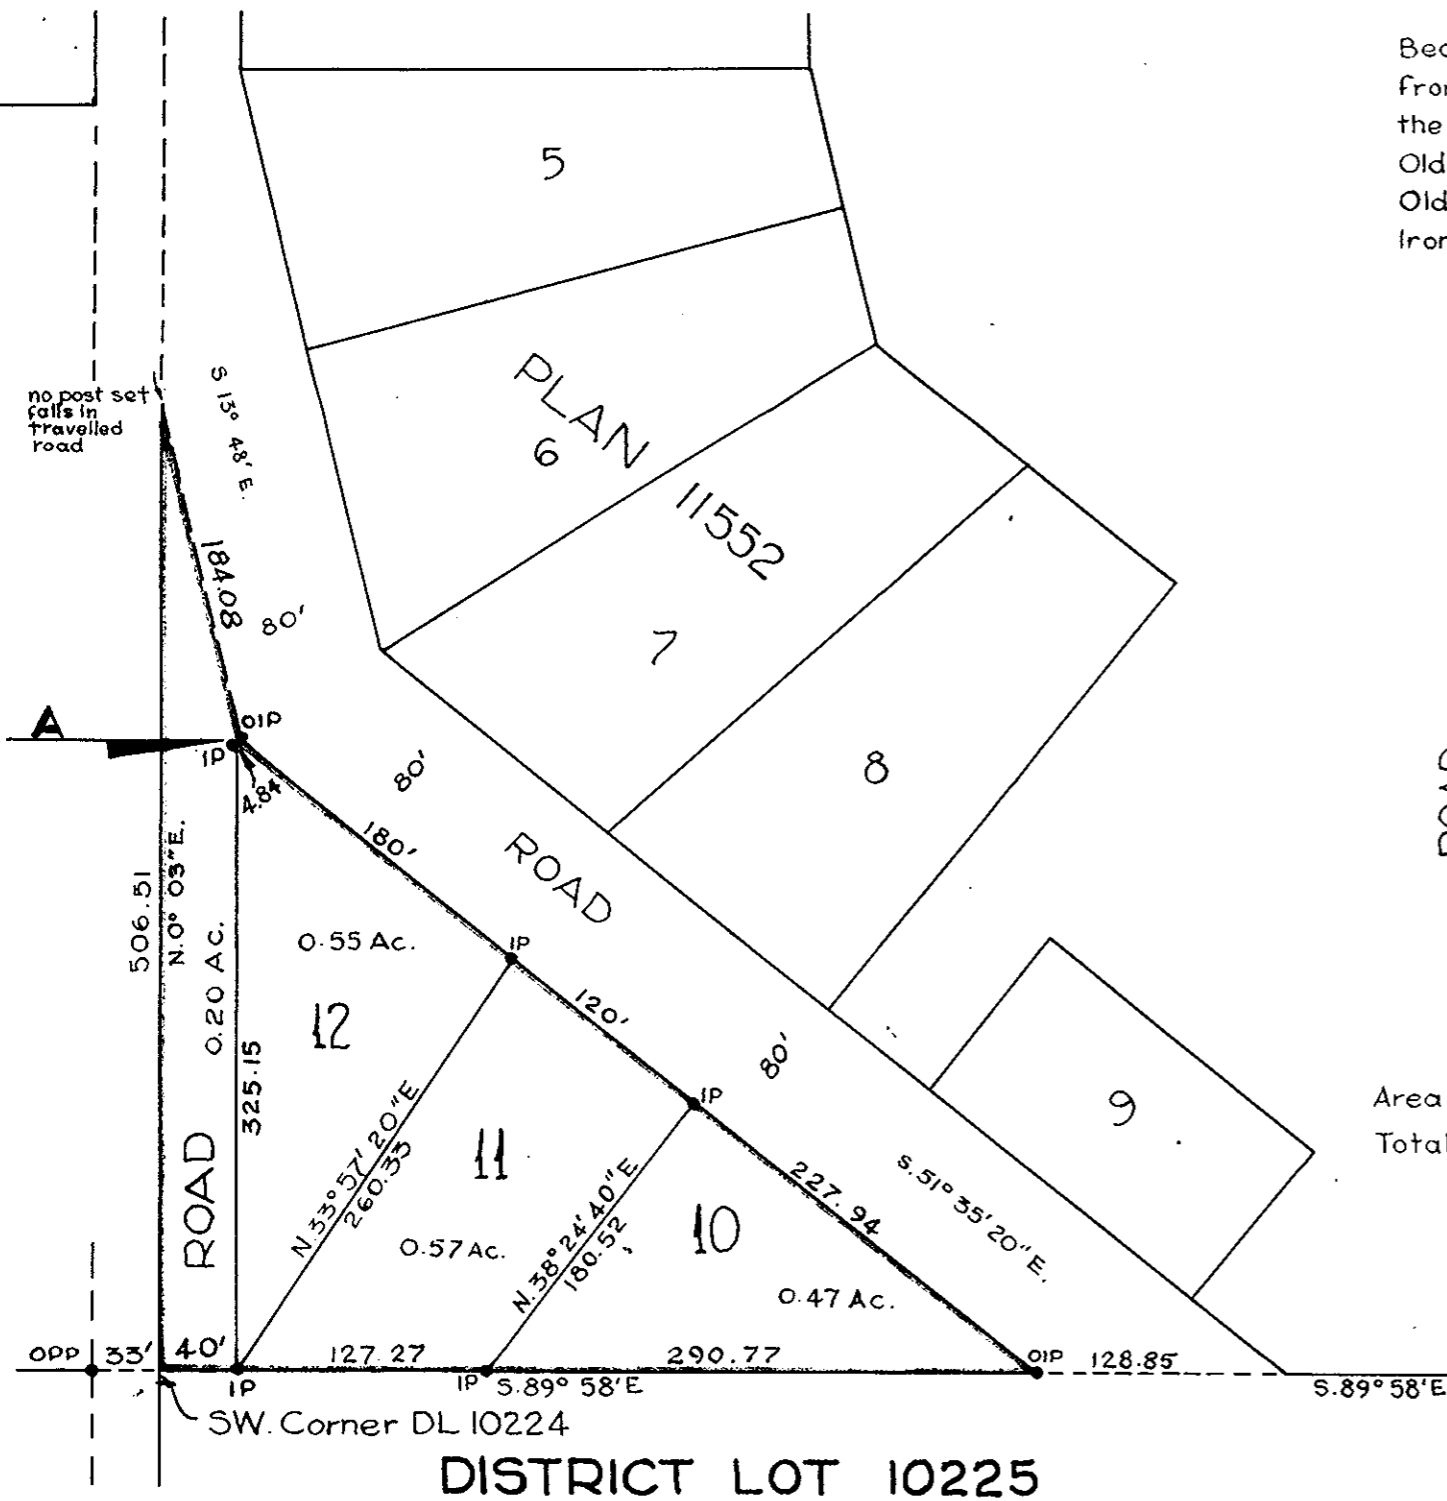 Bec
fror
the
Old
Old
Iror
5
no post set
falls in
travelled
road
S 13° 48' E.
PLAN
6
11552
184.08
80'
7
A
OIP
IP
4.84
80'
8
180'
ROAD
506.51
N.0° 03" E.
0.20 Ac.
0.55 Ac.
IP
12
120'
80'
325.15
IP
9
Area
Total
ROAD
N.33° 57' 20" E
260.33
11
0.57 Ac.
N.38° 24' 40" E
180.52
10
227.94
S.51° 35' 20" E.
0.47 Ac.
OPP
33'
40'
127.27
290.77
OIP
128.85
IP
IP
S.89° 58' E
S.89° 58' E
SW. Corner DL 10224
DISTRICT LOT 10225